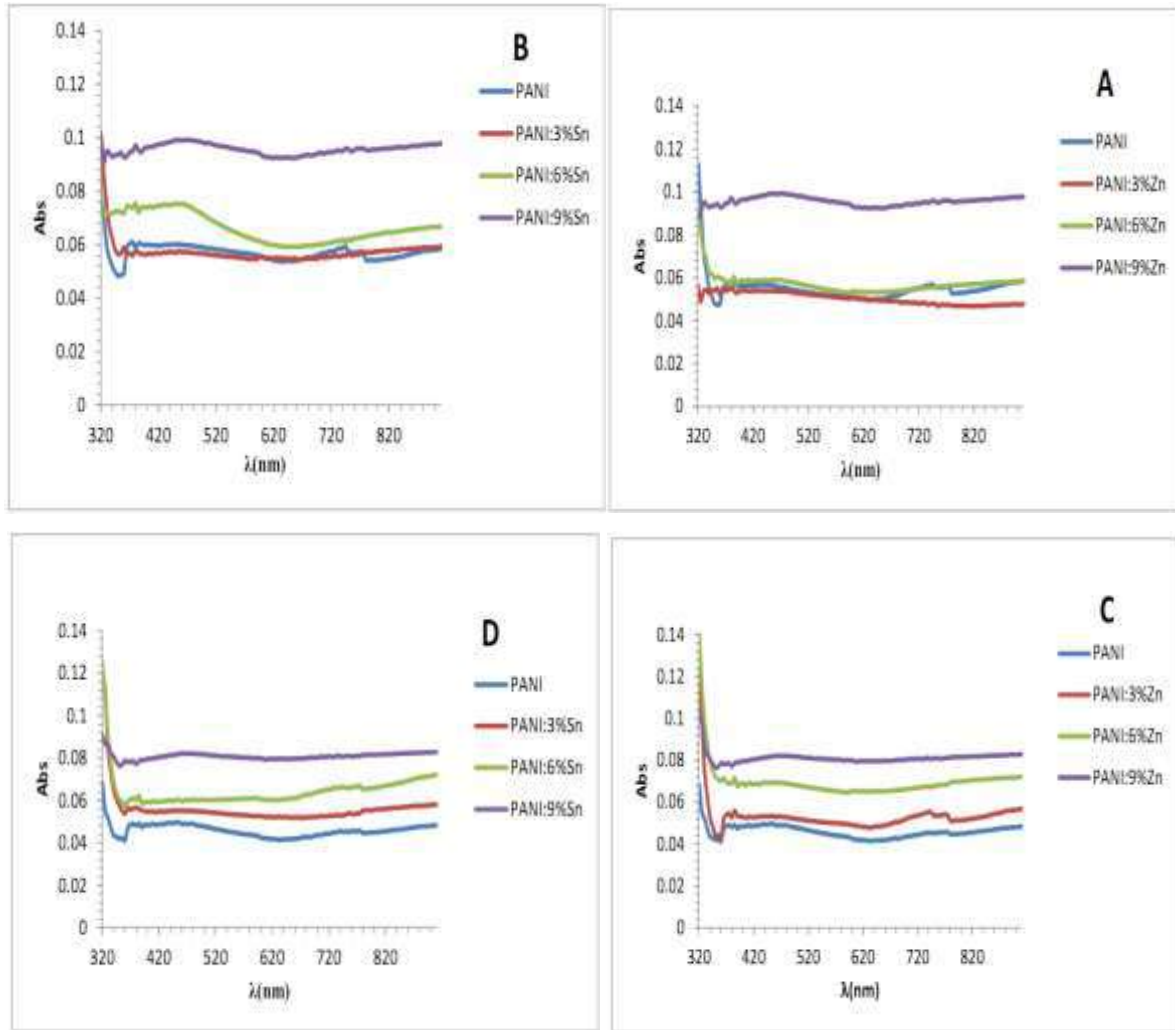 B
0.14
0.12
0.1
0.08
0.06
0.04
0.02
0
Abs
320 420 520 620 720 820
λ(nm)
PANI
PANI:3%Sn
PANI:6%Sn
PANI:9%Sn
A
0.14
0.12
0.1
0.08
0.06
0.04
0.02
0
Abs
320 420 520 620 720 820
λ(nm)
PANI
PANI:3%Zn
PANI:6%Zn
PANI:9%Zn
D
0.14
0.12
0.1
0.08
0.06
0.04
0.02
0
Abs
320 420 520 620 720 820
λ(nm)
PANI
PANI:3%Sn
PANI:6%Sn
PANI:9%Sn
C
0.14
0.12
0.1
0.08
0.06
0.04
0.02
0
Abs
320 420 520 620 720 820
λ(nm)
PANI
PANI:3%Zn
PANI:6%Zn
PANI:9%Zn